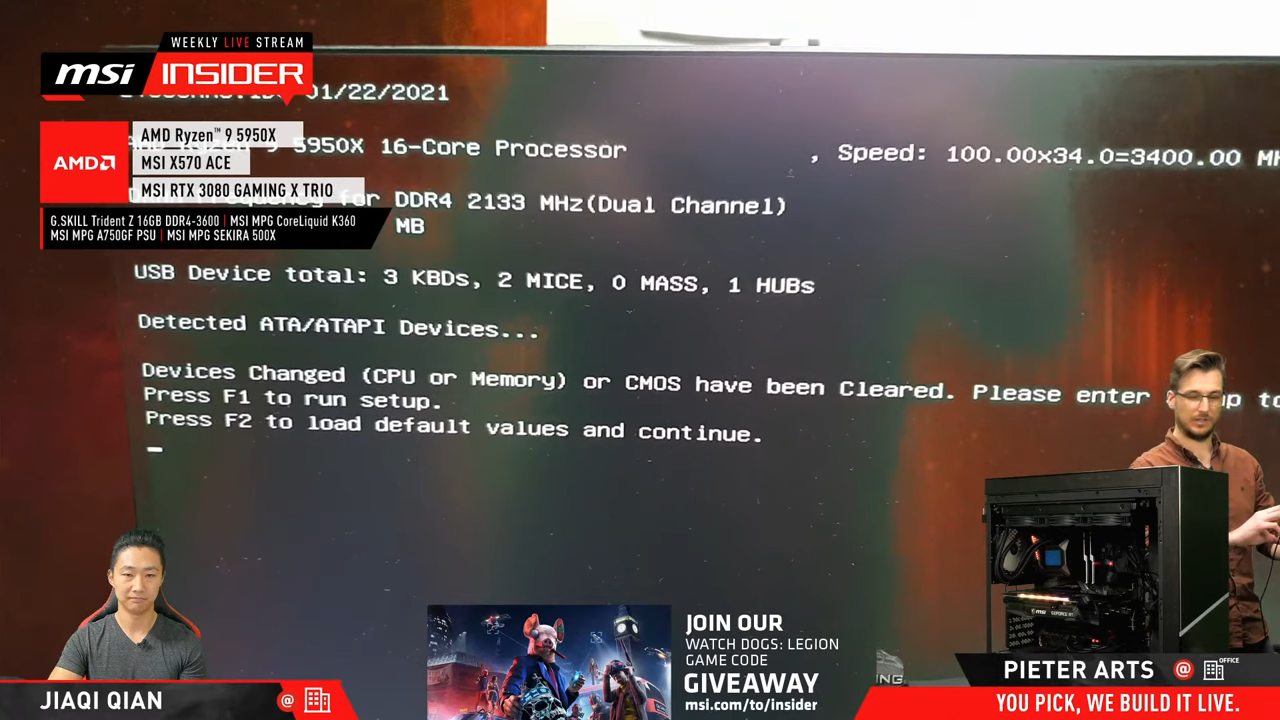 WEEKLY LIVE STREAM
msi INSIDER
01/22/2021
AMD
AMD Ryzen™ 9 5950X
MSI X570 ACE
MSI RTX 3080 GAMING X TRIO
G.SKILL Trident Z 16GB DDR4-3600 | MSI MPG CoreLiquid K360
MSI MPG A750GF PSU | MSI MPG SEKIRA 500X
5950X 16-Core Processor , Speed: 100.00x34.0=3400.00
for DDR4 2133 MHz(Dual Channel)
MB
USB Device total: 3 KBDs, 2 MICE, 0 MASS, 1 HUBs
Detected ATA/ATAPI Devices...
Devices Changed (CPU or Memory) or CMOS have been Cleared. Please enter
Press F1 to run setup.
Press F2 to load default values and continue.
JOIN OUR
WATCH DOGS: LEGION
GAME CODE
GIVEAWAY
msi.com/to/insider
JIAQI QIAN @
PIETER ARTS @ OFFICE
YOU PICK, WE BUILD IT LIVE.